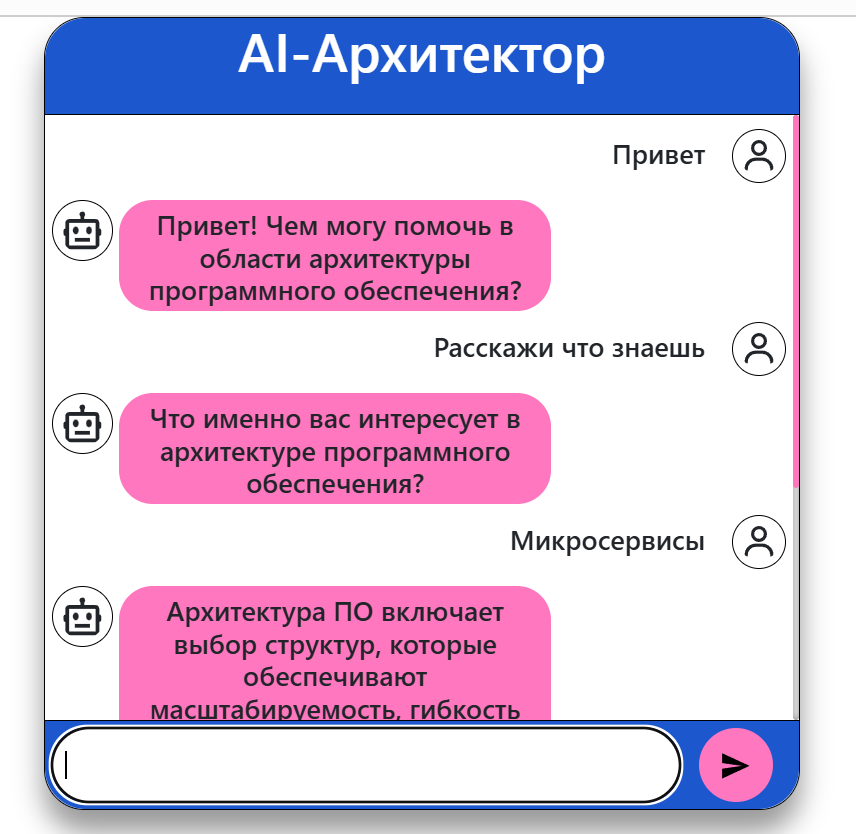 AI-Архитектор
Привет
Привет! Чем могу помочь в
области архитектуры
программного обеспечения?
Расскажи что знаешь
Что именно вас интересует в
архитектуре программного
обеспечения?
Микросервисы
Архитектура ПО включает
выбор структур, которые
обеспечивают
масштабируемость, гибкость